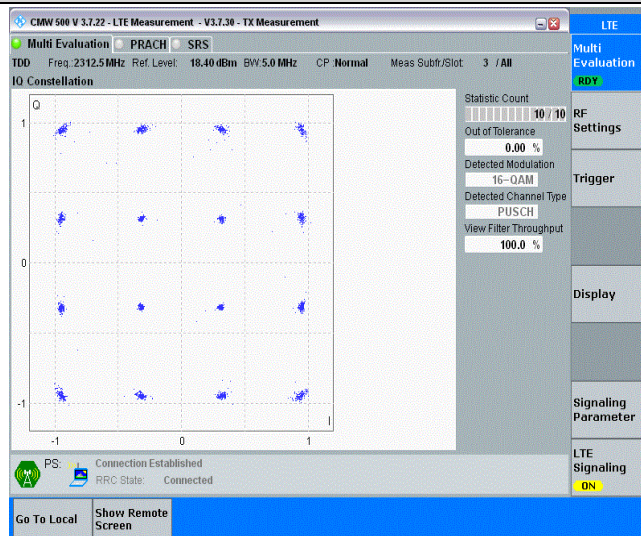 CMW 500 V 3.7.22 - LTE Measurement - V3.7.30 - TX Measurement
LTE
Multi Evaluation PRACH SRS
TDD Freq.:2312.5 MHz Ref. Level: 18.40 dBm BW:5.0 MHz CP :Normal Meas Subfr./Slot: 3 / All
IQ Constellation
Q
1
0
-1
-1 0 1
I
Statistic Count
10 / 10
Out of Tolerance
0.00 %
Detected Modulation
16-QAM
Detected Channel Type
PUSCH
View Filter Throughput
100.0 %
Multi
Evaluation
RDY
RF
Settings
Trigger
Display
Signaling
Parameter
LTE
Signaling
ON
PS: Connection Established
RRC State: Connected
Go To Local
Show Remote
Screen